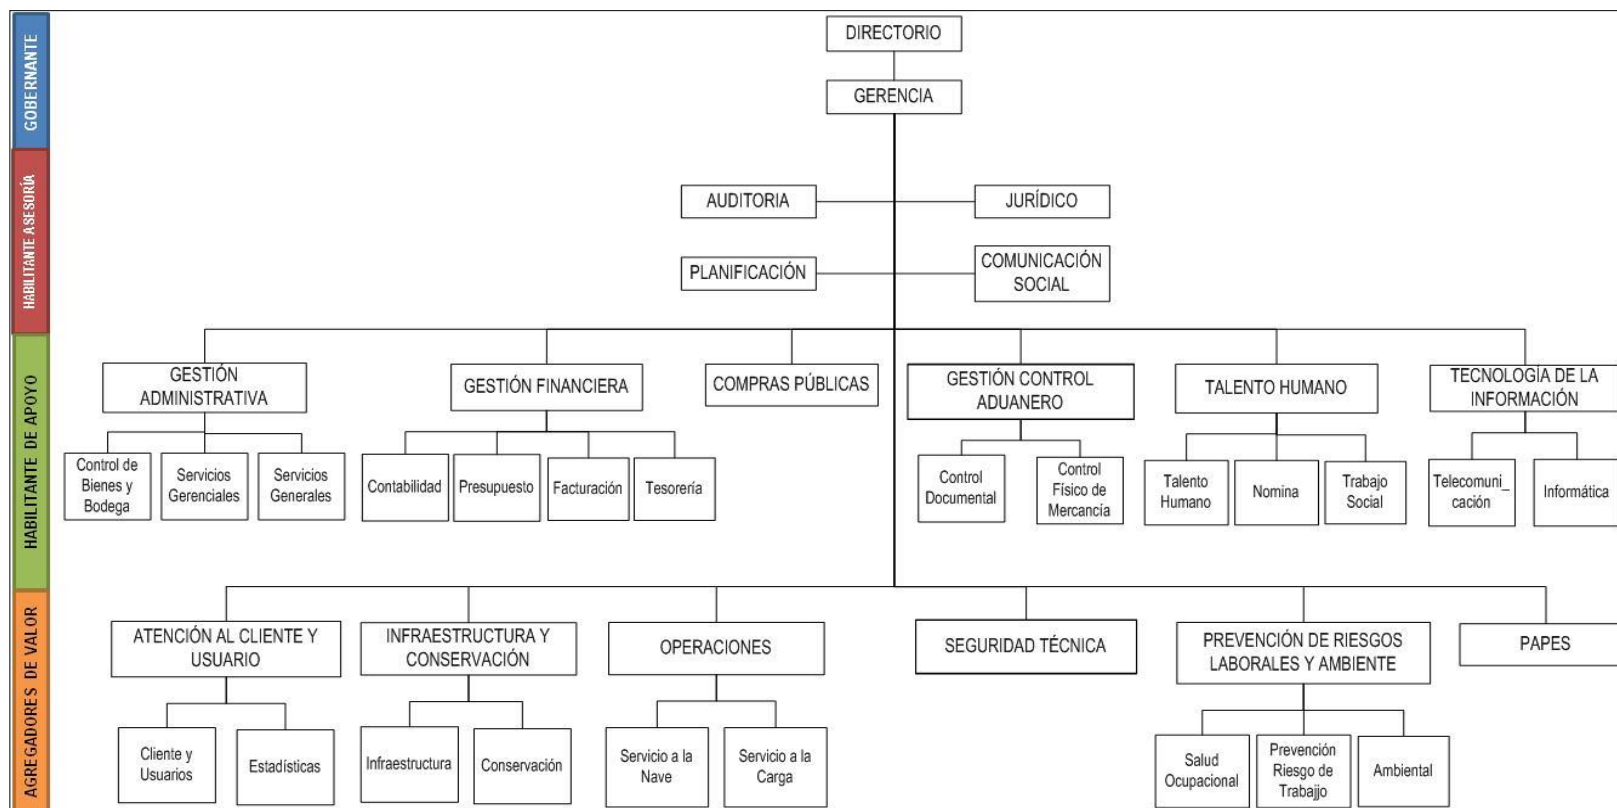 GOBERNANTE
DIRECTORIO
GERENCIA
HABILITANTE ASESORÍA
AUDITORIA
JURÍDICO
PLANIFICACIÓN
COMUNICACIÓN
SOCIAL
HABILITANTE DE APOYO
GESTIÓN
ADMINISTRATIVA
GESTIÓN FINANCIERA
COMPRAS PÚBLICAS
GESTIÓN CONTROL
ADUANERO
TALENTO HUMANO
TECNOLOGÍA DE LA
INFORMACIÓN
Control de
Bienes y
Bodega
Servicios
Gerenciales
Servicios
Generales
Contabilidad
Presupuesto
Facturación
Tesorería
Control
Documental
Control
Físico de
Mercancía
Talento
Humano
Nomina
Trabajo
Social
Telecomuni_
cación
Informática
AGREGADORES DE VALOR
ATENCIÓN AL CLIENTE Y
USUARIO
INFRAESTRUCTURA Y
CONSERVACIÓN
OPERACIONES
SEGURIDAD TÉCNICA
PREVENCIÓN DE RIESGOS
LABORALES Y AMBIENTE
PAPES
Cliente y
Usuarios
Estadísticas
Infraestructura
Conservación
Servicio a la
Nave
Servicio a la
Carga
Salud
Ocupacional
Prevención
Riesgo de
Trabajjo
Ambiental